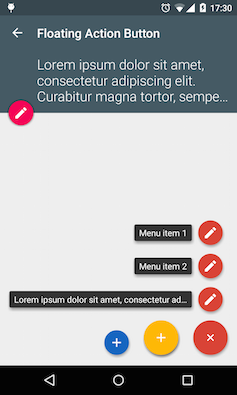 17:30
Floating Action Button
Lorem ipsum dolor sit amet,
consectetur adipiscing elit.
Curabitur magna tortor, sempe...
Menu item 1
Menu item 2
Lorem ipsum dolor sit amet, consectetur ad...